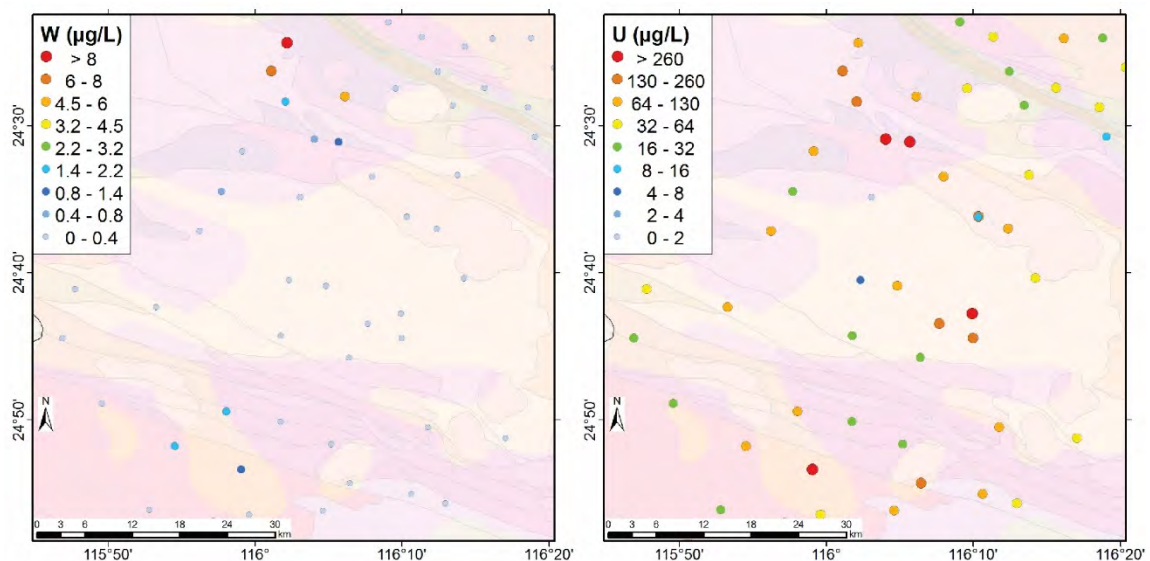 W (µg/L)
> 8
6 - 8
4.5 - 6
3.2 - 4.5
2.2 - 3.2
1.4 - 2.2
0.8 - 1.4
0.4 - 0.8
0 - 0.4
24°30'
24°40'
24°50'
N
0 3 6 12 18 24 30
km
115°50' 116° 116°10' 116°20'
U (µg/L)
> 260
130 - 260
64 - 130
32 - 64
16 - 32
8 - 16
4 - 8
2 - 4
0 - 2
24°30'
24°40'
24°50'
N
0 3 6 12 18 24 30
km
115°50' 116° 116°10' 116°20'